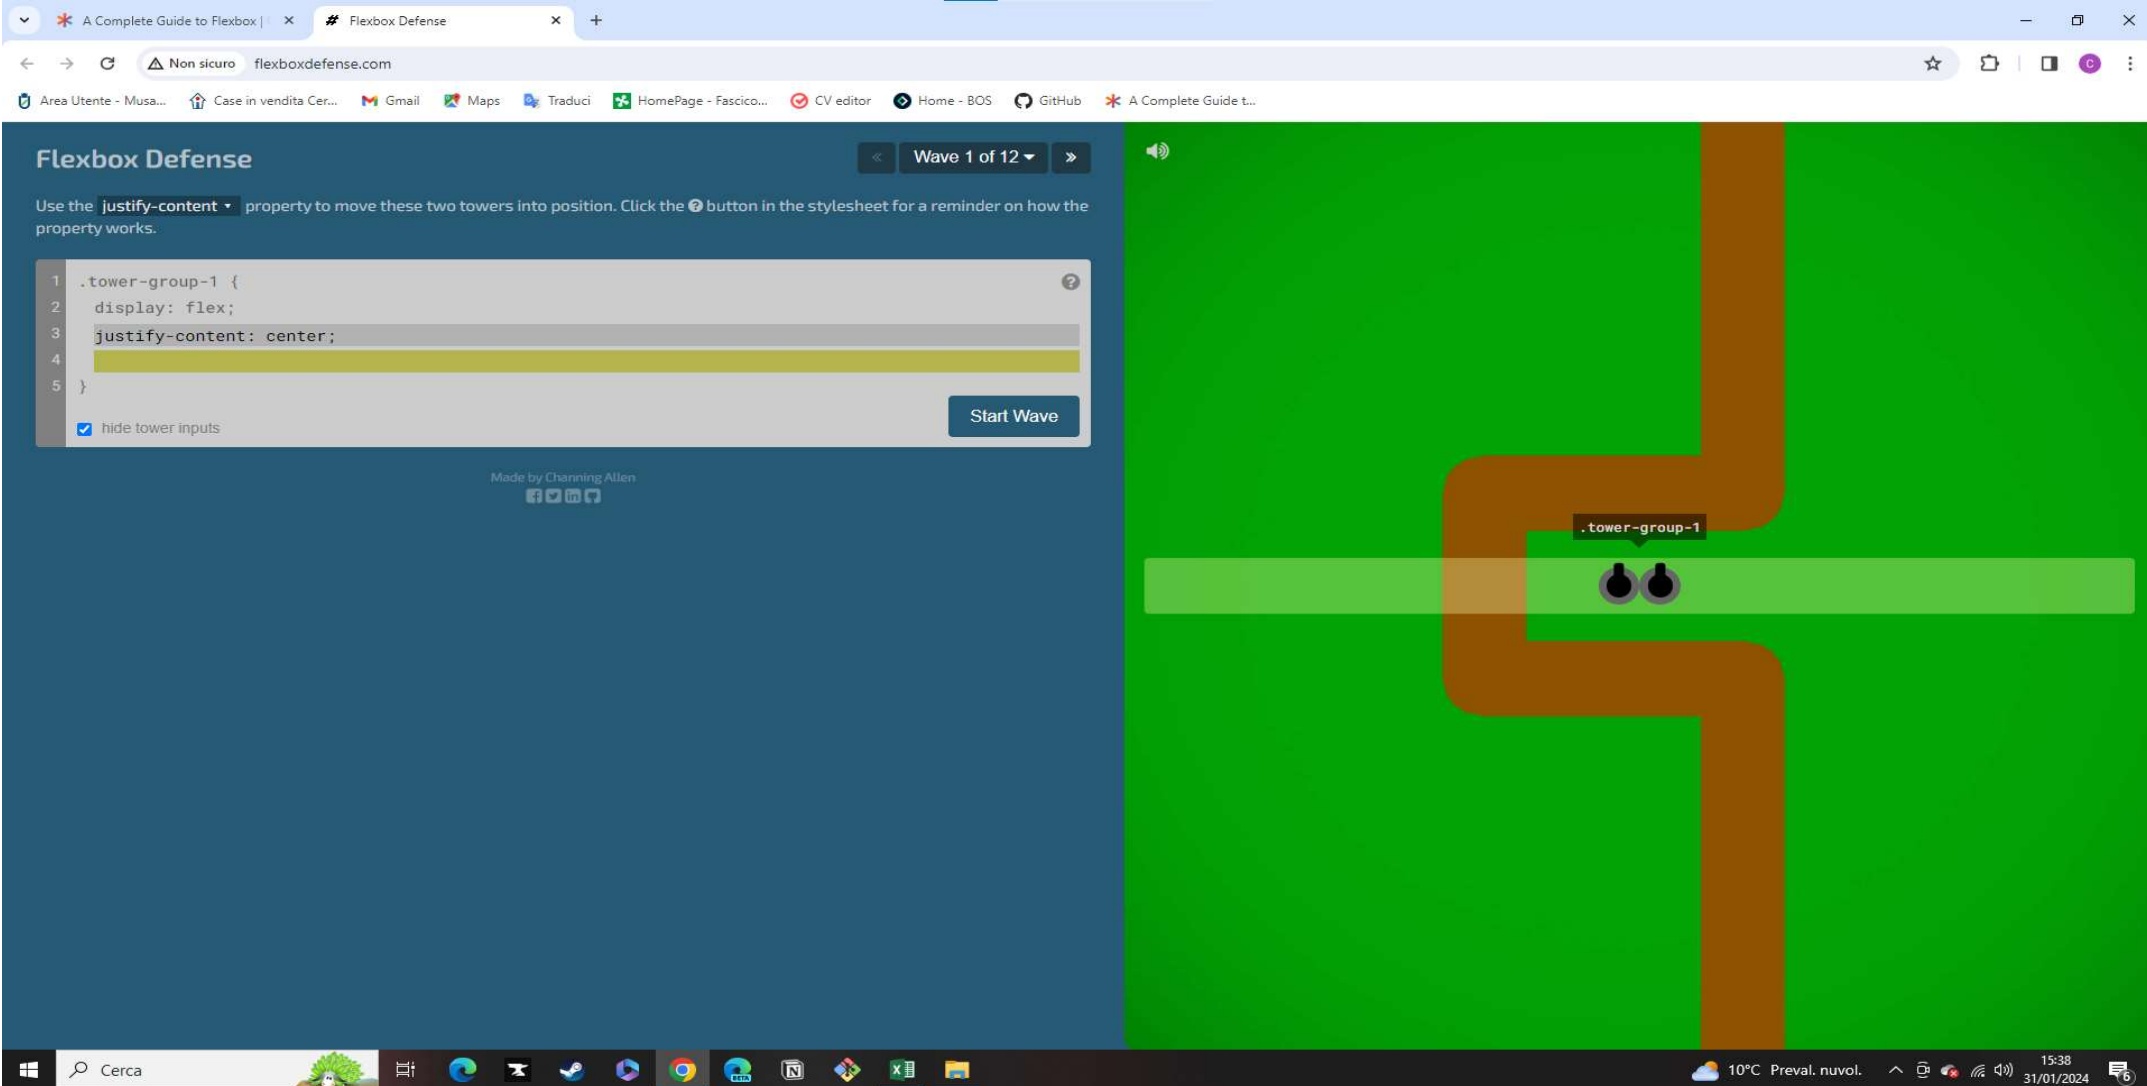 A Complete Guide to Flexbox |
Flexbox Defense
Non sicuro
flexboxdefense.com
Area Utente - Musa...
Case in vendita Cer...
Gmail
Maps
Traduci
HomePage - Fascico...
CV editor
Home - BOS
GitHub
A Complete Guide t...
C
Flexbox Defense
« Wave 1 of 12 »
Use the justify-content property to move these two towers into position. Click the ? button in the stylesheet for a reminder on how the
property works.
1 .tower-group-1 {
2 display: flex;
3 justify-content: center;
4
5 }
?
hide tower inputs
Start Wave
Made by Channing Allen
.tower-group-1
Cerca
BETA
10°C Preval. nuvol.
15:38
31/01/2024
6